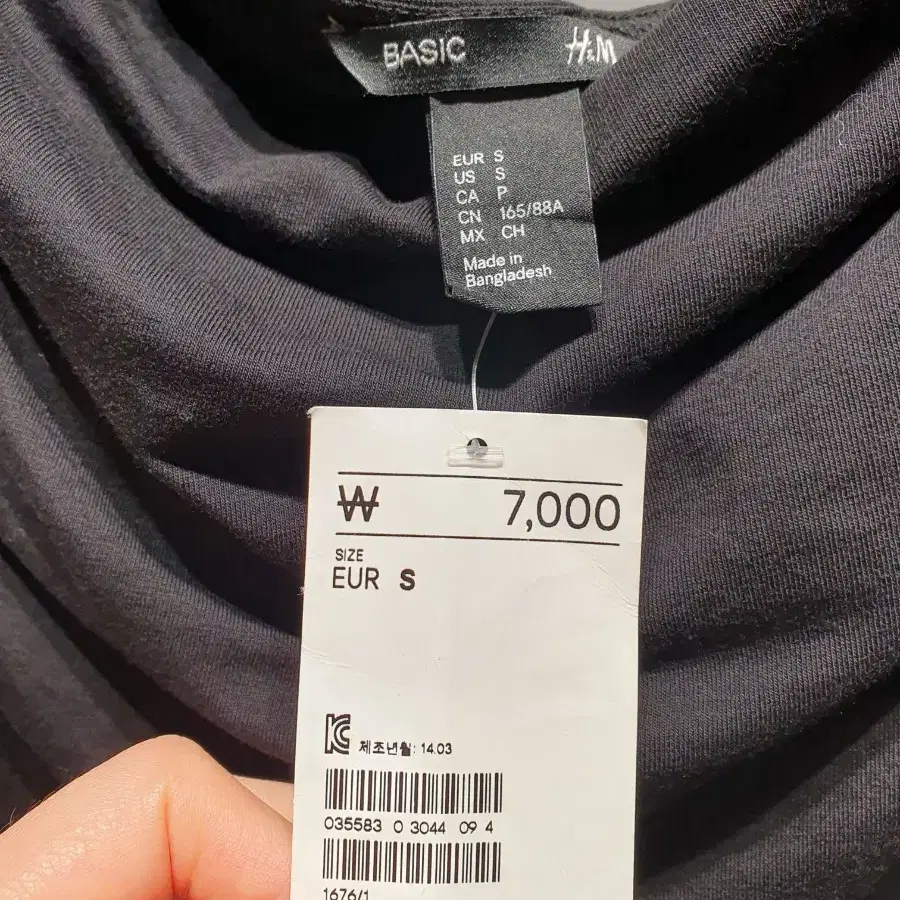 BASIC H&M
EUR S
US S
CA P
CN 165/88A
MX CH
Made in
Bangladesh
₩ 7,000
SIZE
EUR S
KC 제조년월: 14.03
035583 0 3044 09 4
1676/1